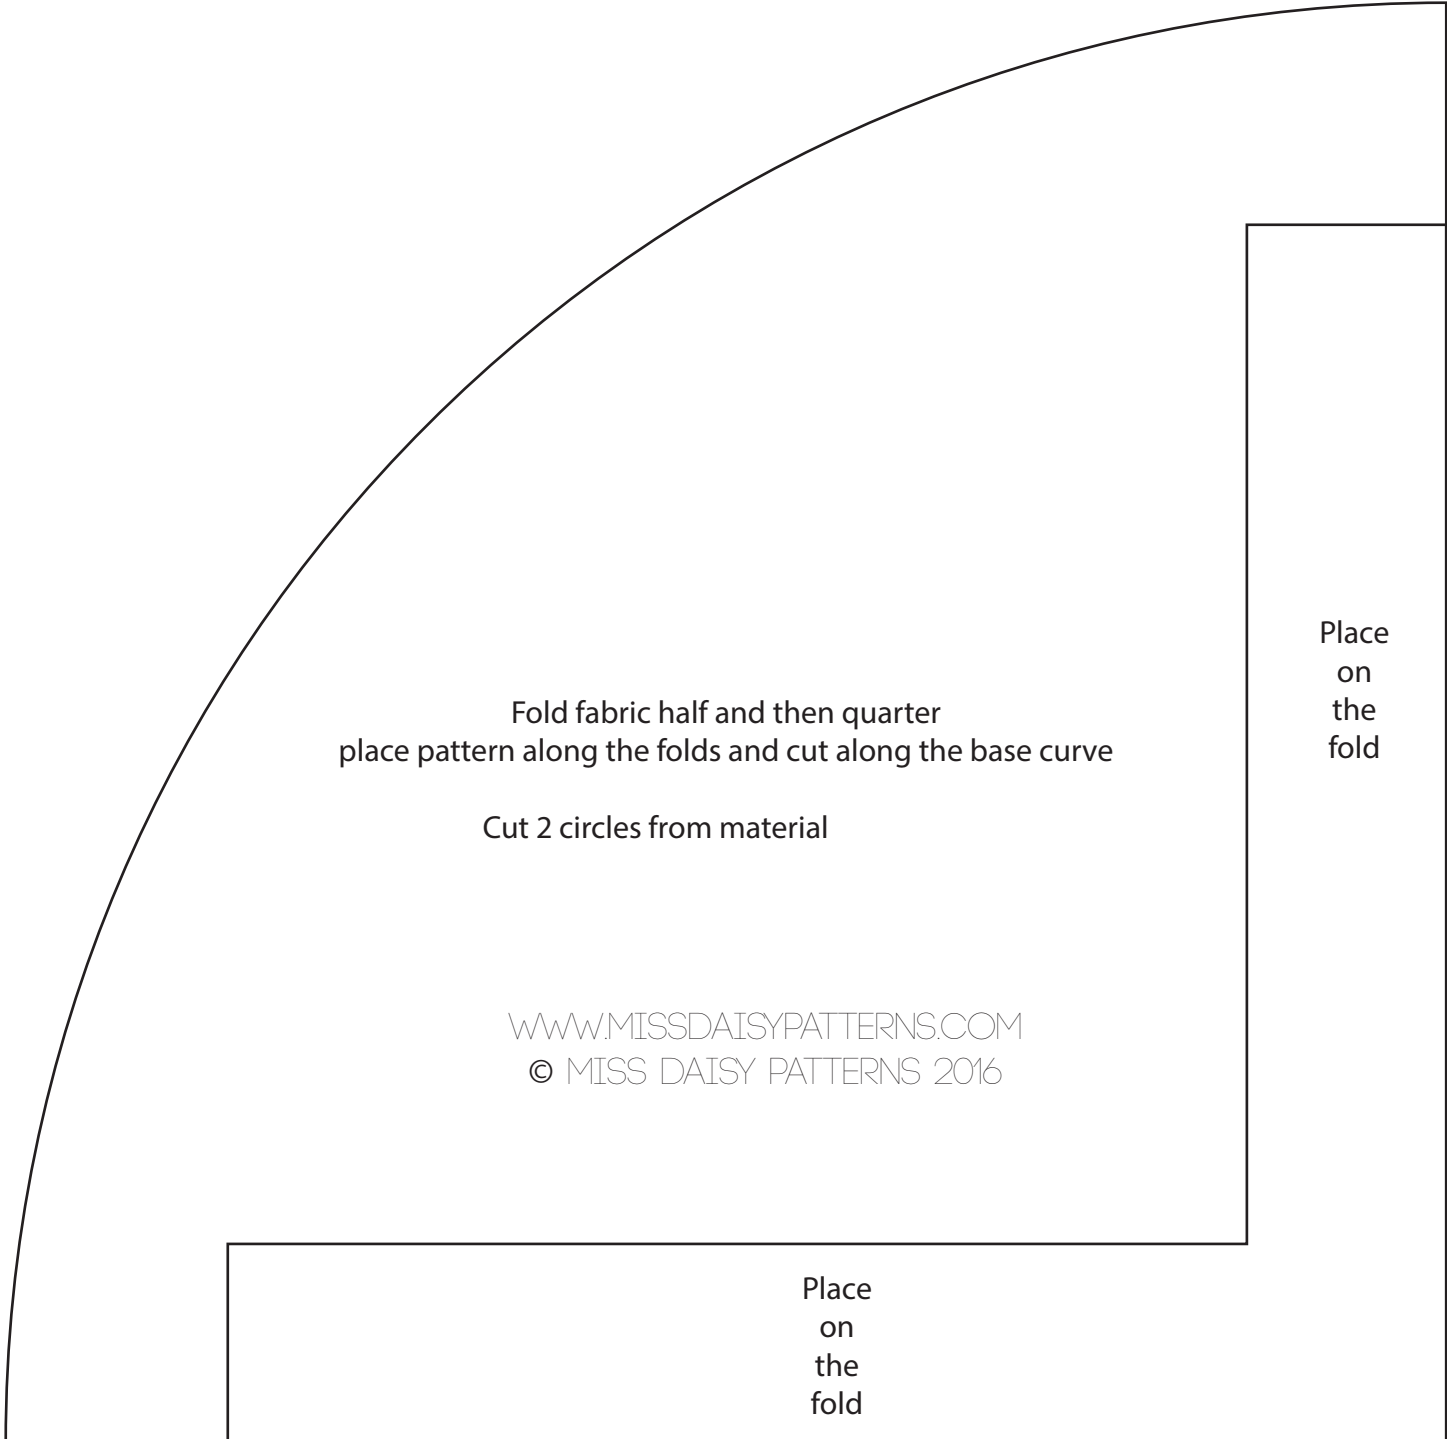 Place
on
the
fold
Fold fabric half and then quarter
place pattern along the folds and cut along the base curve
Cut 2 circles from material
WWW.MISSDAISYPATTERNS.COM
© MISS DAISY PATTERNS 2016
Place
on
the
fold